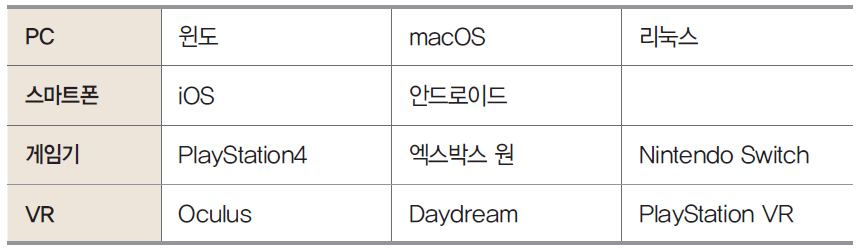 PC 윈도 macOS 리눅스
스마트폰 iOS 안드로이드
게임기 PlayStation4 엑스박스 원 Nintendo Switch
VR Oculus Daydream PlayStation VR